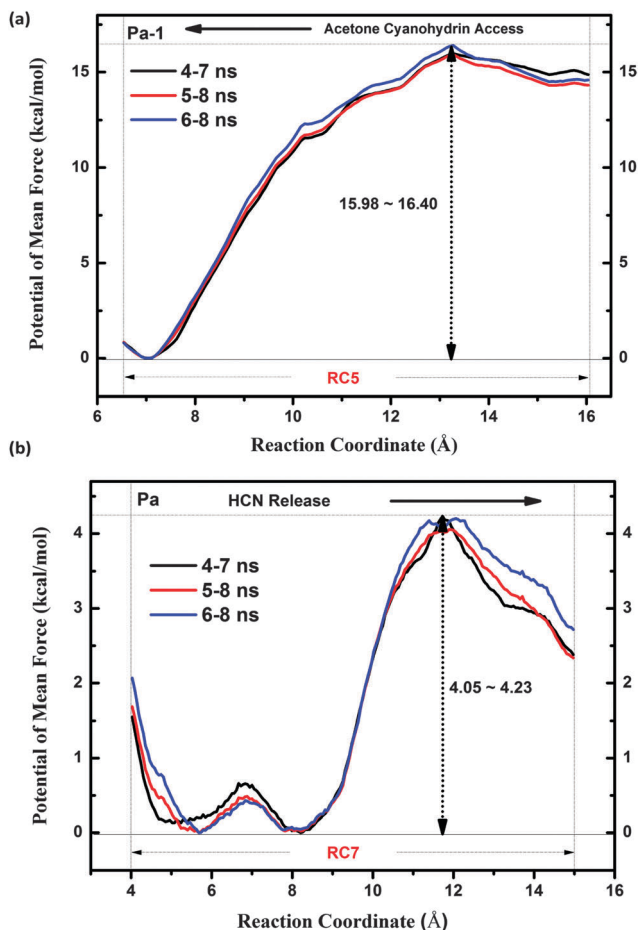 (a)
Pa-1
Acetone Cyanohydrin Access
15
15
4-7 ns
5-8 ns
6-8 ns
10
10
15.98 ~ 16.40
5
5
0
0
RC5
6
8
10
12
14
16
Potential of Mean Force (kcal/mol)
Reaction Coordinate (Å)
(b)
Pa
HCN Release
4
4
4-7 ns
5-8 ns
6-8 ns
3
3
4.05 ~ 4.23
2
2
1
1
0
0
RC7
4
6
8
10
12
14
Potential of Mean Force (kcal/mol)
Reaction Coordinate (Å)